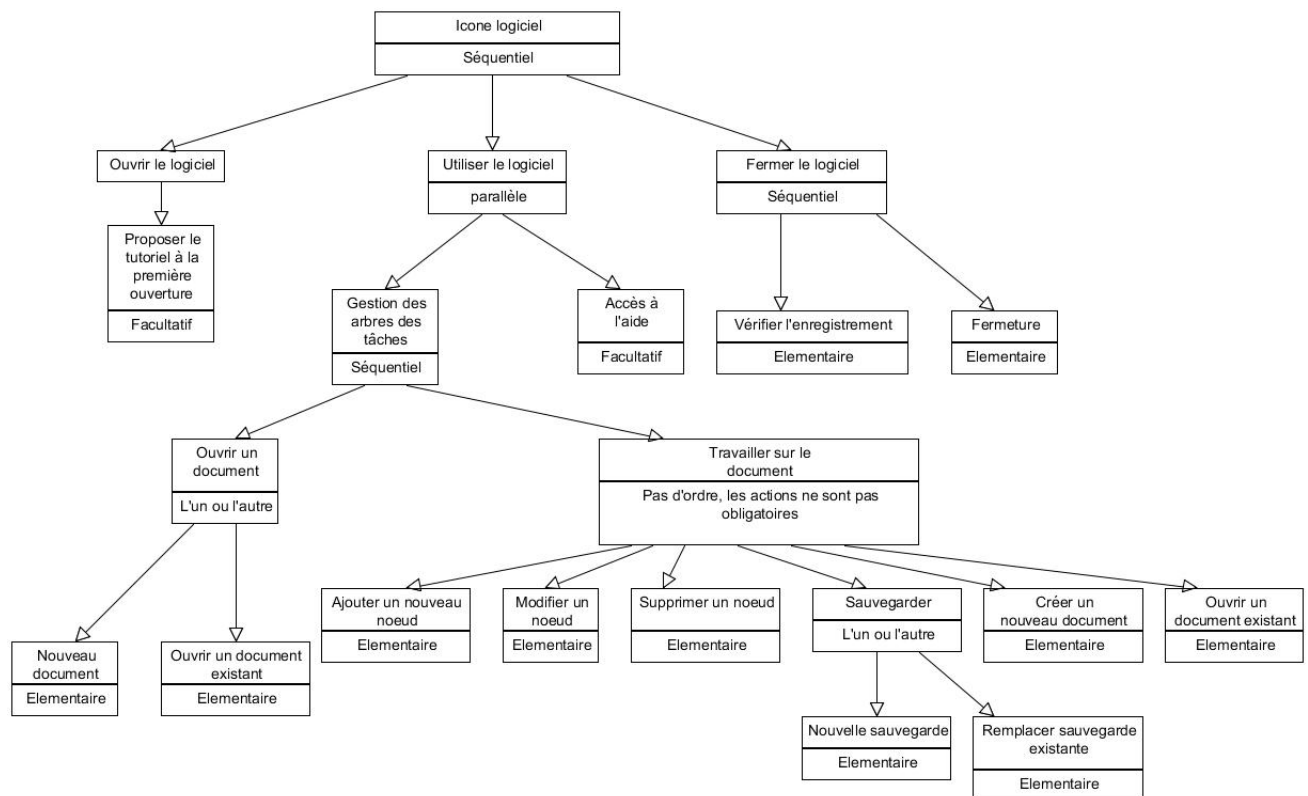 Icone logiciel
Séquentiel
Ouvrir le logiciel
Utiliser le logiciel
parallèle
Fermer le logiciel
Séquentiel
Proposer le
tutoriel à la
première
ouverture
Facultatif
Gestion des
arbres des
tâches
Séquentiel
Accès à
l'aide
Facultatif
Vérifier l'enregistrement
Elementaire
Fermeture
Elementaire
Ouvrir un
document
L'un ou l'autre
Travailler sur le
document
Pas d'ordre, les actions ne sont pas
obligatoires
Nouveau
document
Elementaire
Ouvrir un document
existant
Elementaire
Ajouter un nouveau
noeud
Elementaire
Modifier un
noeud
Elementaire
Supprimer un noeud
Elementaire
Sauvegarder
L'un ou l'autre
Créer un
nouveau document
Elementaire
Ouvrir un
document existant
Elementaire
Nouvelle sauvegarde
Elementaire
Remplacer sauvegarde
existante
Elementaire